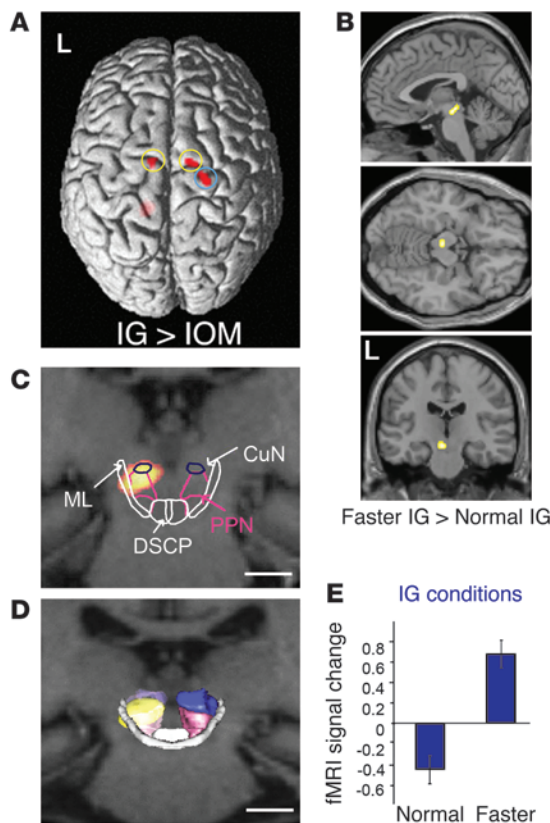 A
L
IG > IOM
B
L
Faster IG > Normal IG
C
CuN
ML
PPN
DSCP
D
E
IG conditions
fMRI signal change
0.8
0.6
0.4
0.2
0
-0.2
-0.4
-0.6
Normal Faster